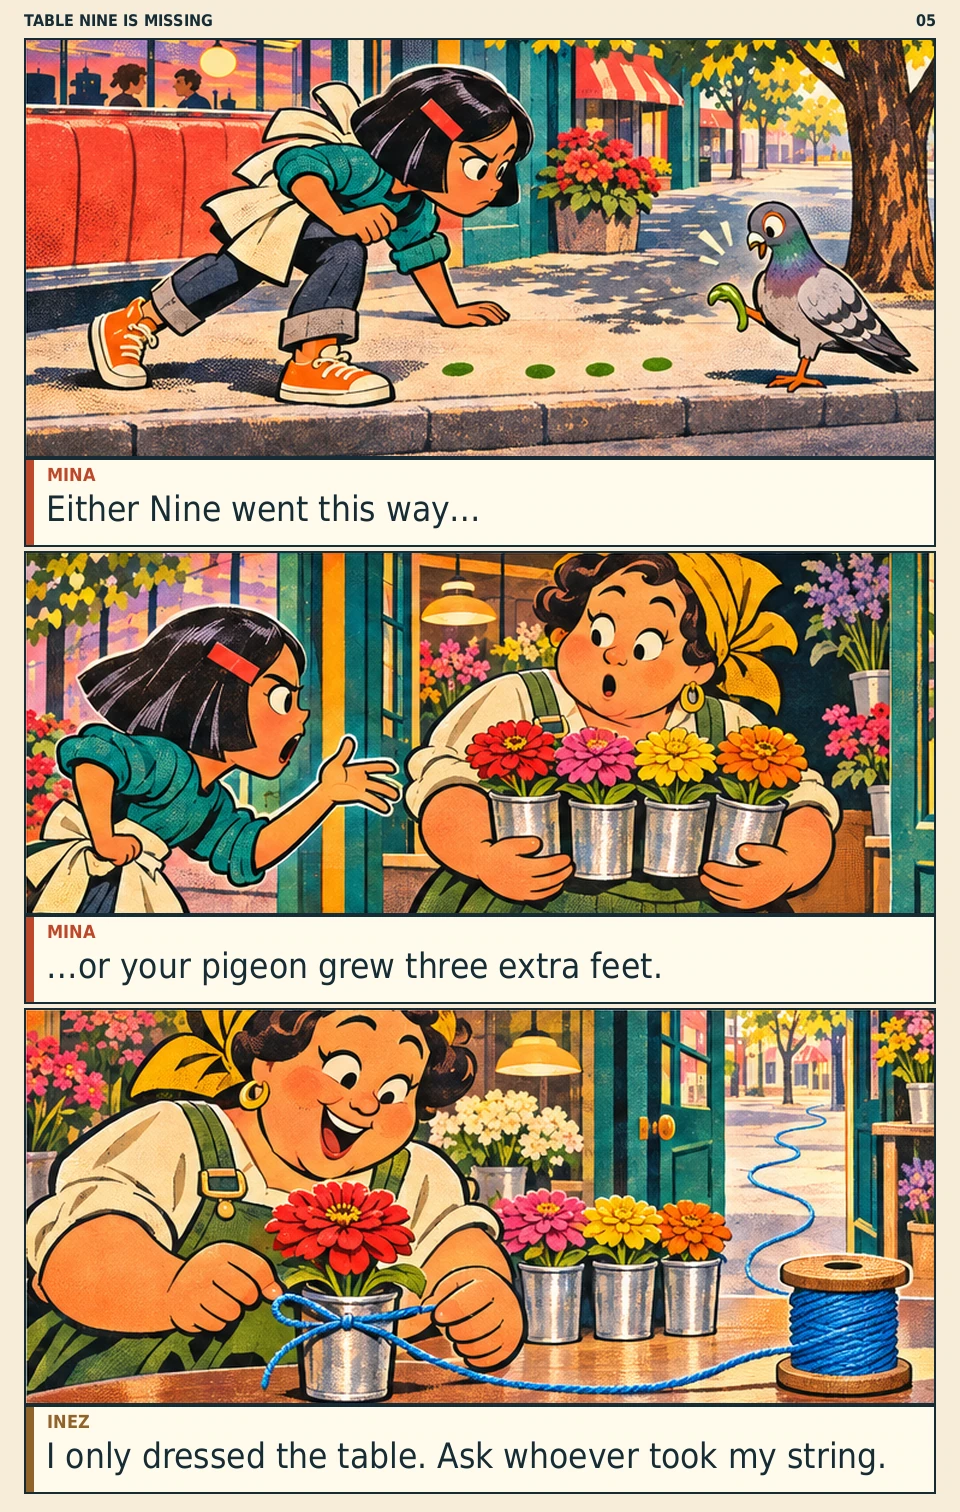 TABLE NINE IS MISSING
05
MINA
Either Nine went this way...
MINA
...or your pigeon grew three extra feet.
INEZ
I only dressed the table. Ask whoever took my string.